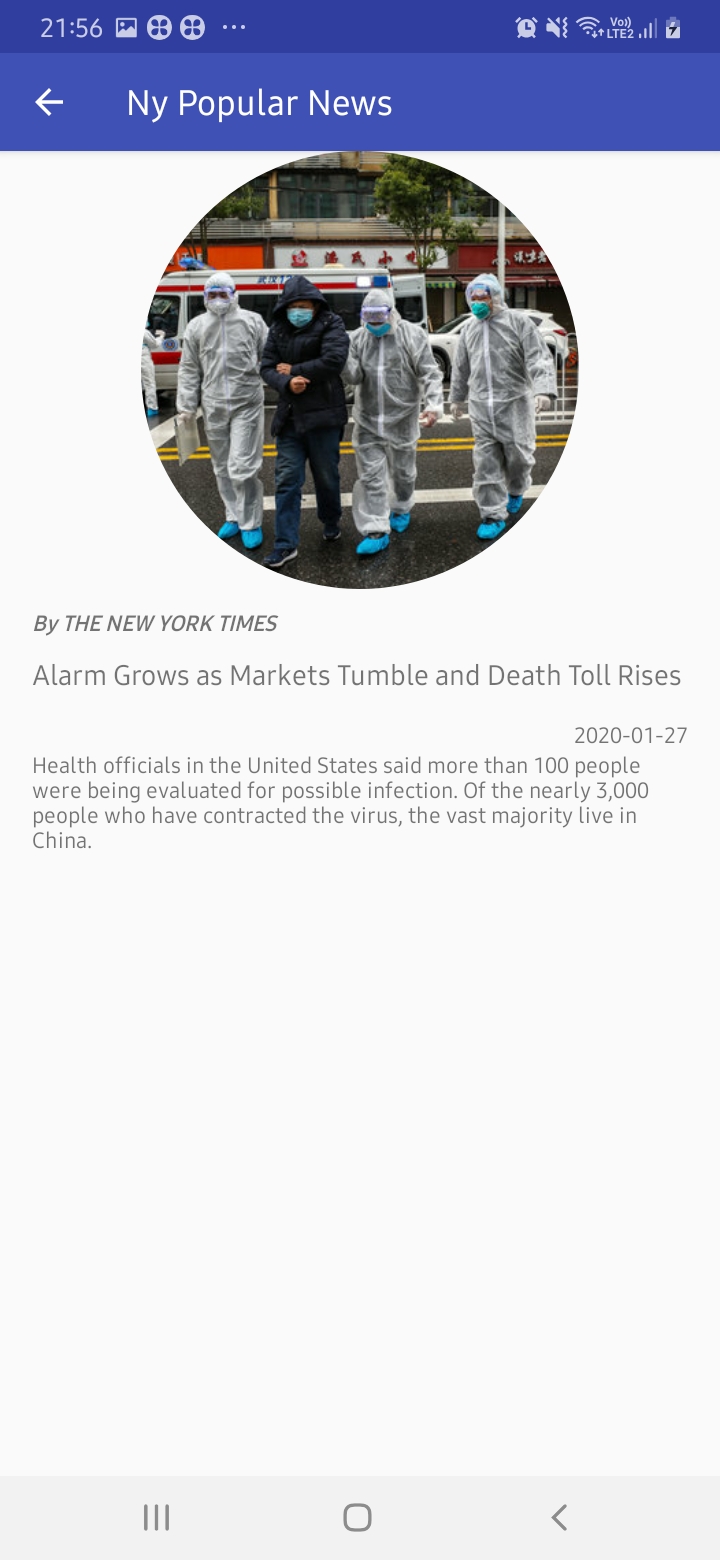 21:56
Vo))
LTE2
Ny Popular News
By THE NEW YORK TIMES
Alarm Grows as Markets Tumble and Death Toll Rises
2020-01-27
Health officials in the United States said more than 100 people
were being evaluated for possible infection. Of the nearly 3,000
people who have contracted the virus, the vast majority live in
China.